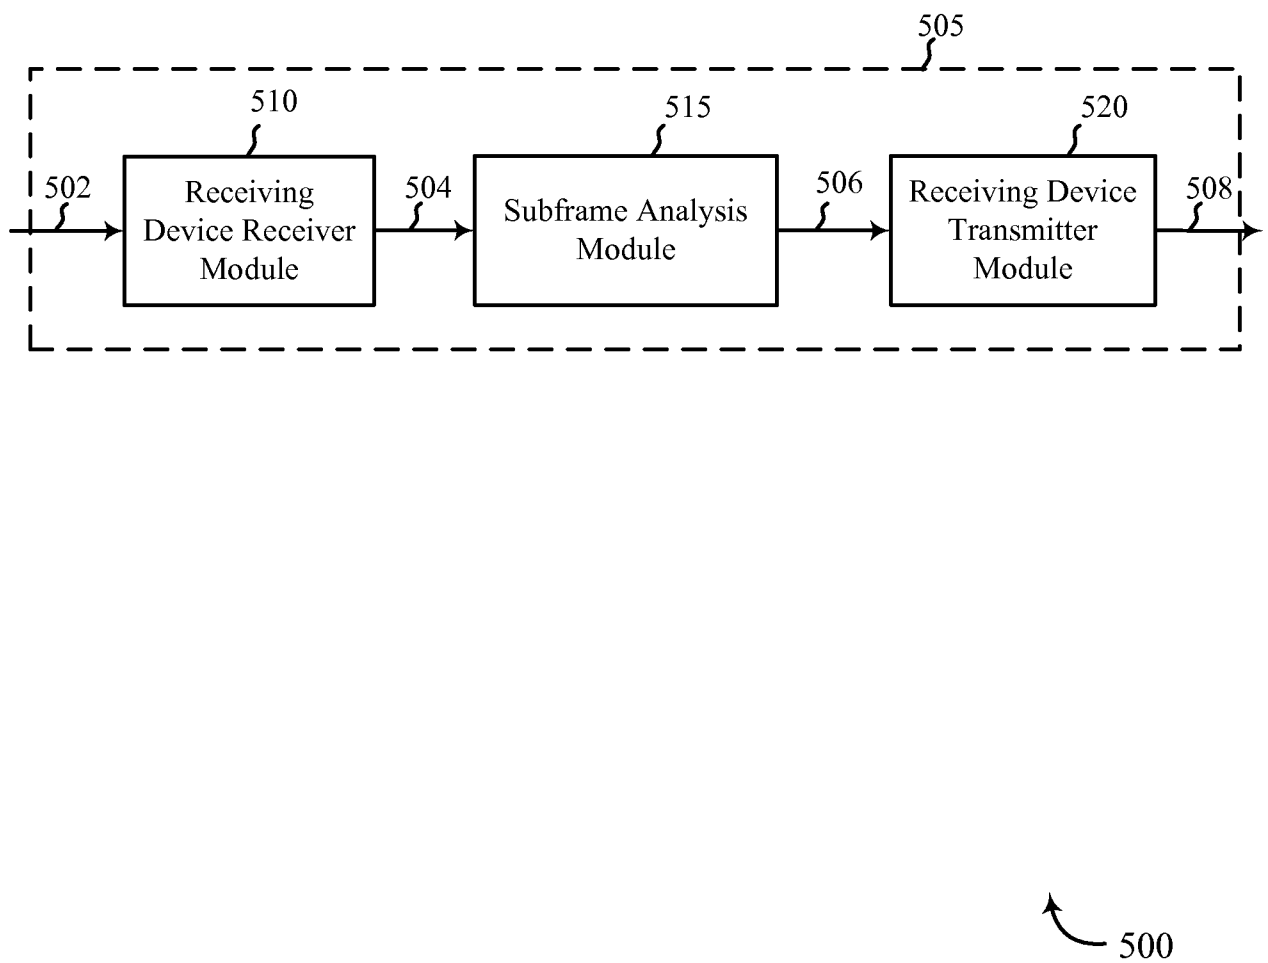 505
510
515
520
502
504
506
508
Receiving
Device Receiver
Module
Subframe Analysis
Module
Receiving Device
Transmitter
Module
500